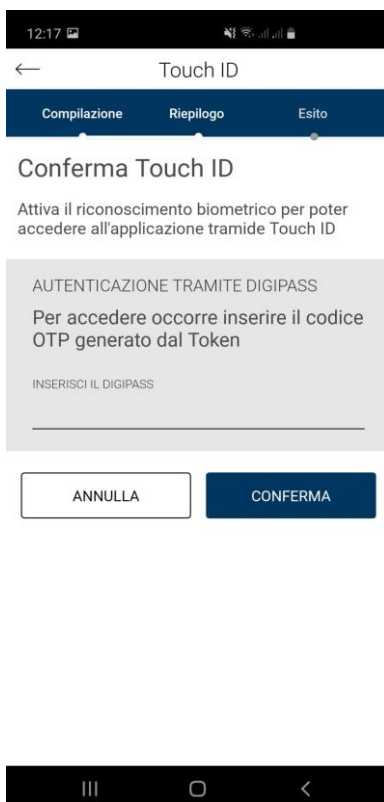 12:17
Touch ID
Compilazione Riepilogo Esito
Conferma Touch ID
Attiva il riconoscimento biometrico per poter
accedere all'applicazione tramide Touch ID
AUTENTICAZIONE TRAMITE DIGIPASS
Per accedere occorre inserire il codice
OTP generato dal Token
INSERISCI IL DIGIPASS
ANNULLA CONFERMA